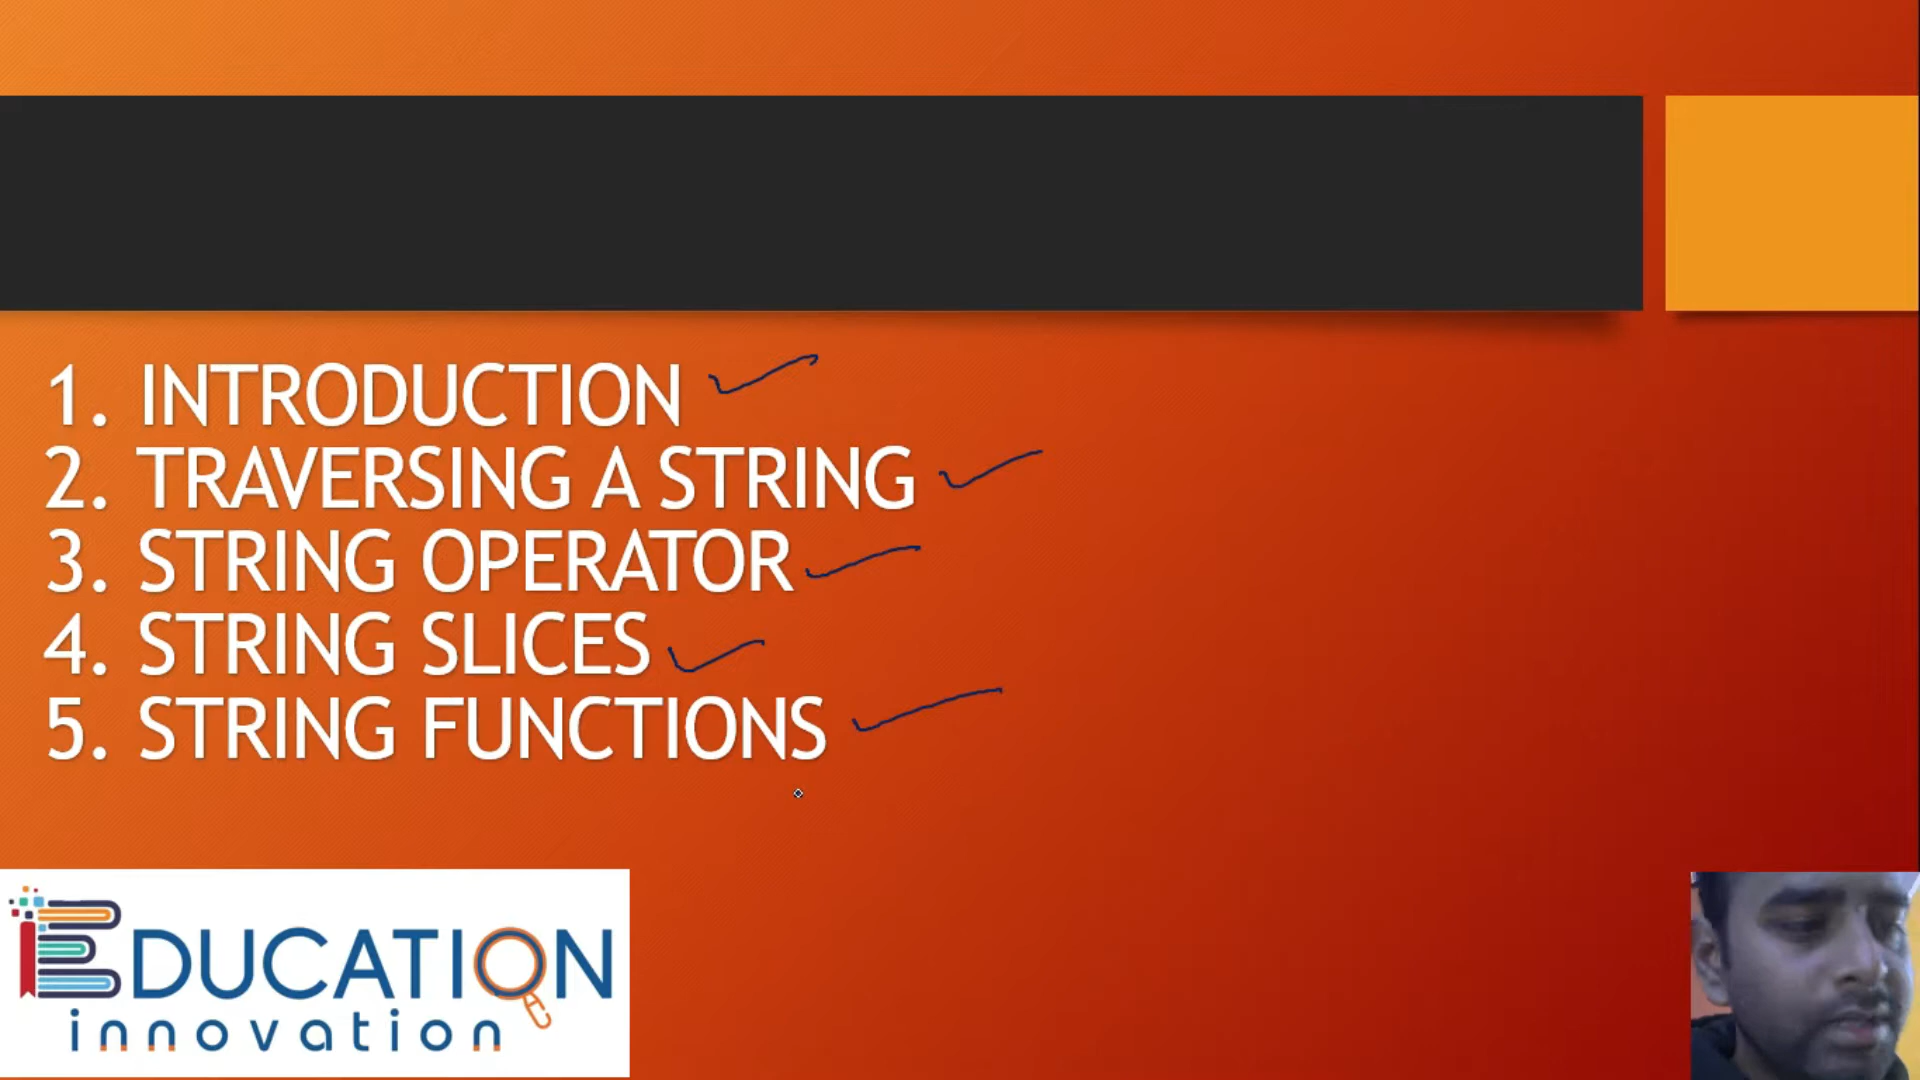 1. INTRODUCTION
2. TRAVERSING A STRING
3. STRING OPERATOR
4. STRING SLICES
5. STRING FUNCTIONS
EDUCATION
innovation